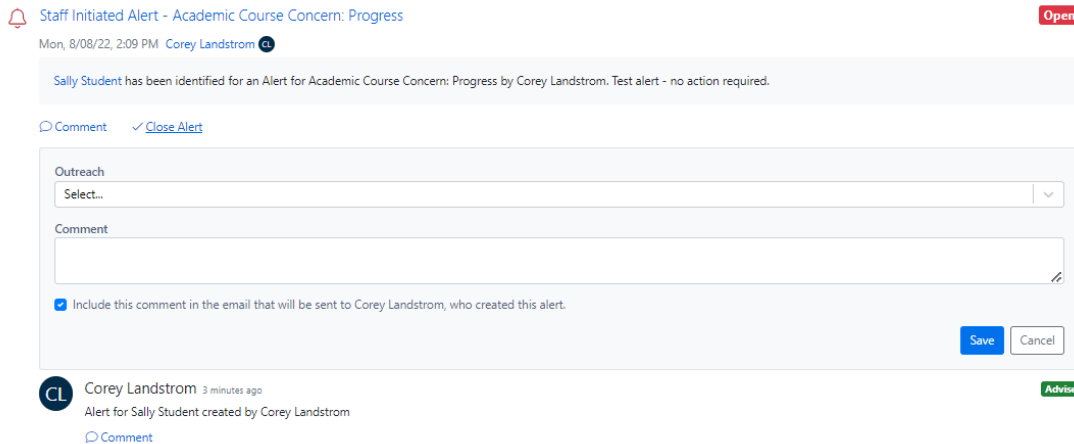 Staff Initiated Alert - Academic Course Concern: Progress
Open
Mon, 8/08/22, 2:09 PM Corey Landstrom CL
Sally Student has been identified for an Alert for Academic Course Concern: Progress by Corey Landstrom. Test alert - no action required.
Comment Close Alert
Outreach
Select...
Comment
Include this comment in the email that will be sent to Corey Landstrom, who created this alert.
Save Cancel
CL Corey Landstrom 3 minutes ago
Advise
Alert for Sally Student created by Corey Landstrom
Comment